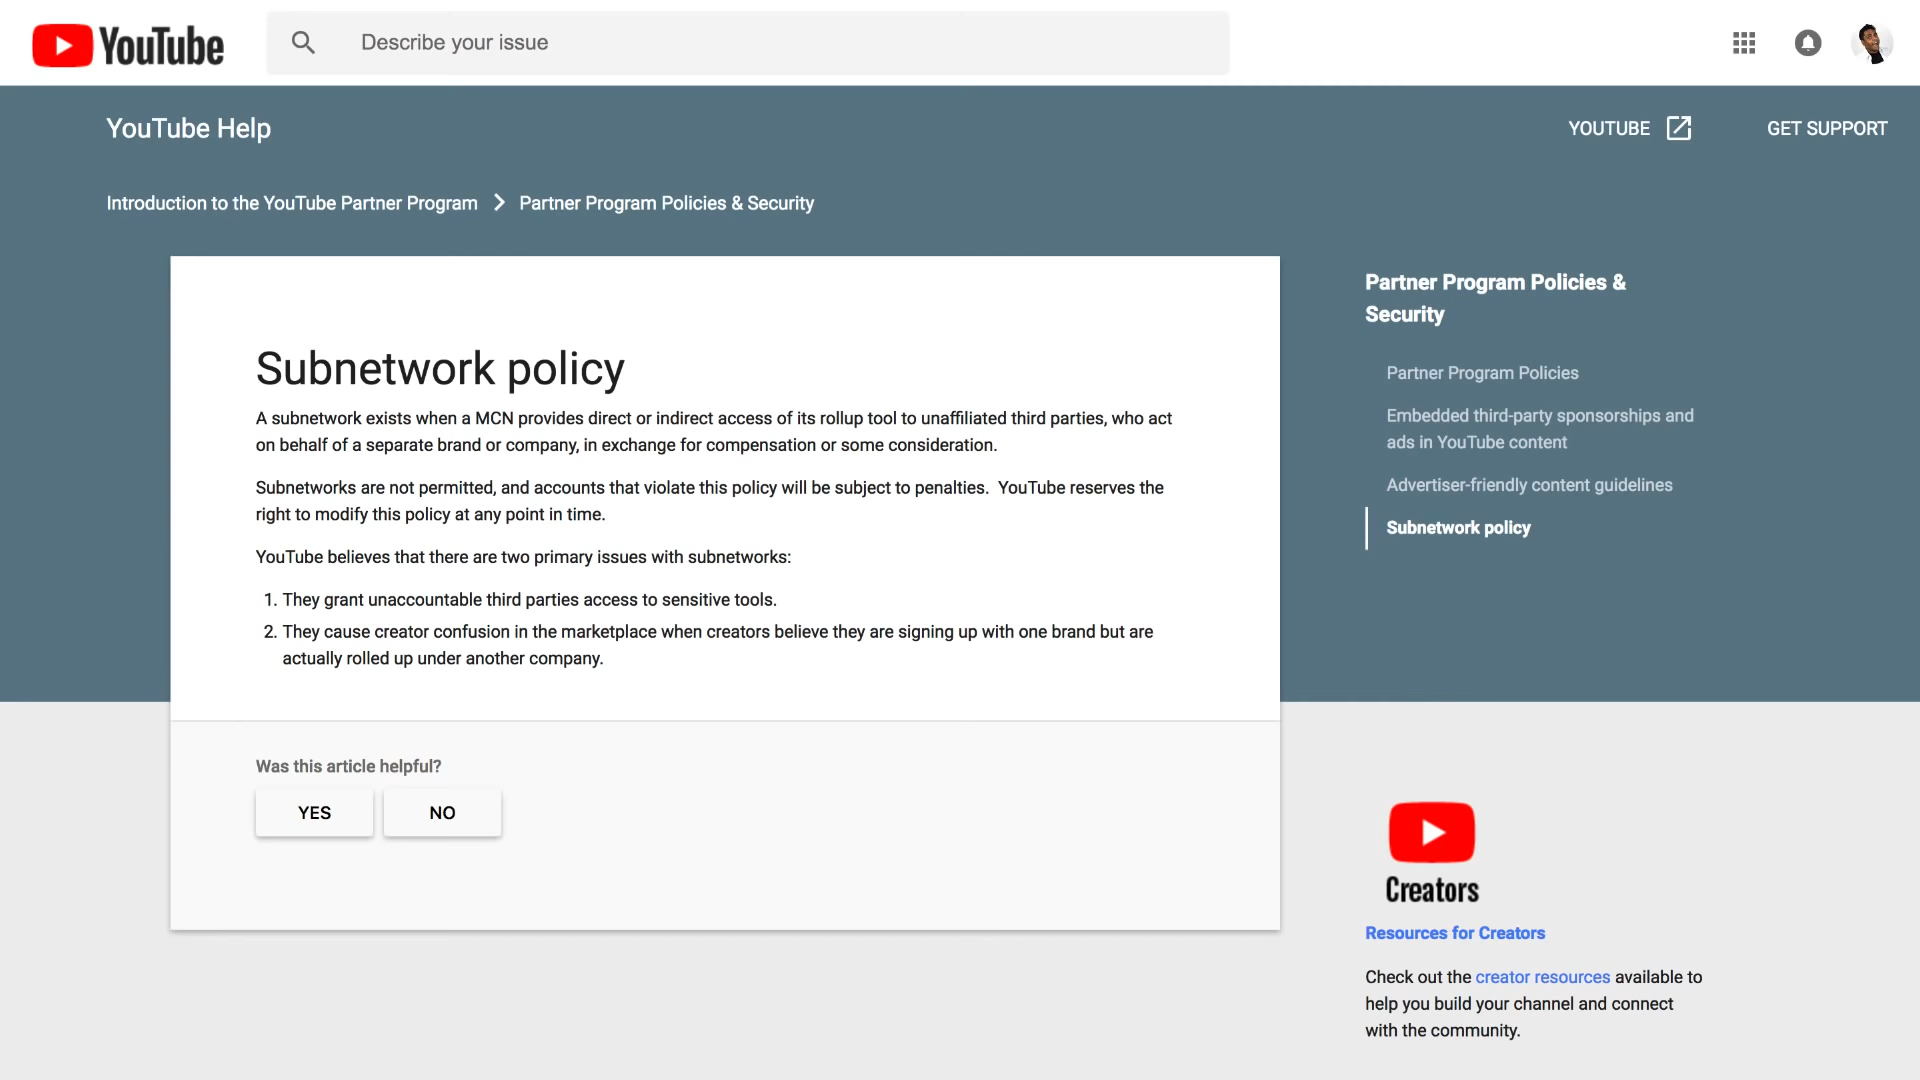 YouTube
Describe your issue
YouTube Help
YOUTUBE
GET SUPPORT
Introduction to the YouTube Partner Program
Partner Program Policies & Security
Subnetwork policy
A subnetwork exists when a MCN provides direct or indirect access of its rollup tool to unaffiliated third parties, who act
on behalf of a separate brand or company, in exchange for compensation or some consideration.
Subnetworks are not permitted, and accounts that violate this policy will be subject to penalties.  YouTube reserves the
right to modify this policy at any point in time.
YouTube believes that there are two primary issues with subnetworks:
1. They grant unaccountable third parties access to sensitive tools.
2. They cause creator confusion in the marketplace when creators believe they are signing up with one brand but are
actually rolled up under another company.
Was this article helpful?
YES
NO
Partner Program Policies &
Security
Partner Program Policies
Embedded third-party sponsorships and
ads in YouTube content
Advertiser-friendly content guidelines
Subnetwork policy
Creators
Resources for Creators
Check out the creator resources available to
help you build your channel and connect
with the community.